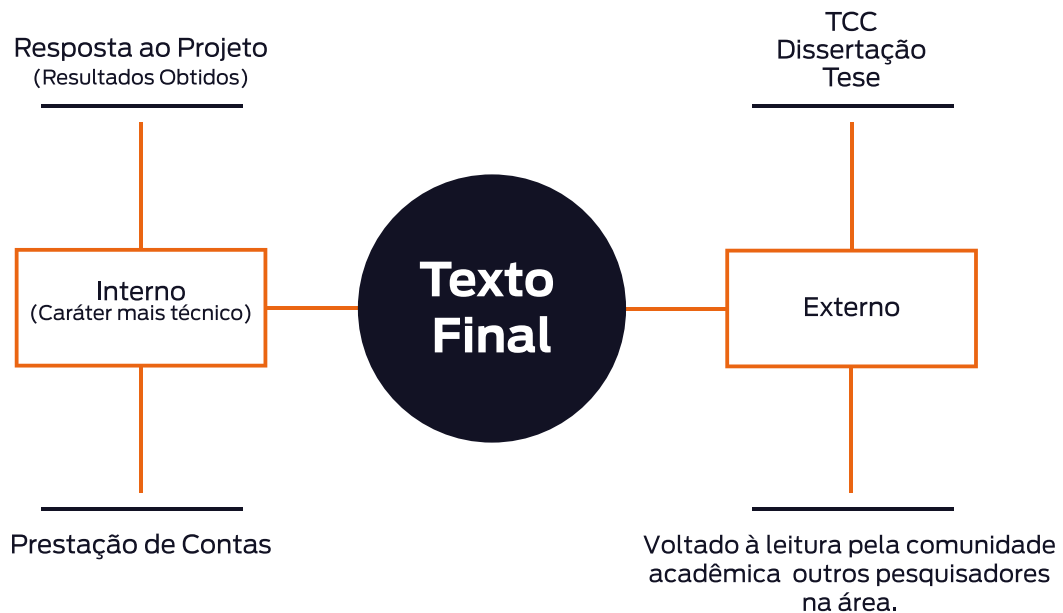 Resposta ao Projeto
(Resultados Obtidos)
TCC
Dissertação
Tese
Interno
(Caráter mais técnico)
Texto
Final
Externo
Prestação de Contas
Voltado à leitura pela comunidade
acadêmica outros pesquisadores
na área.